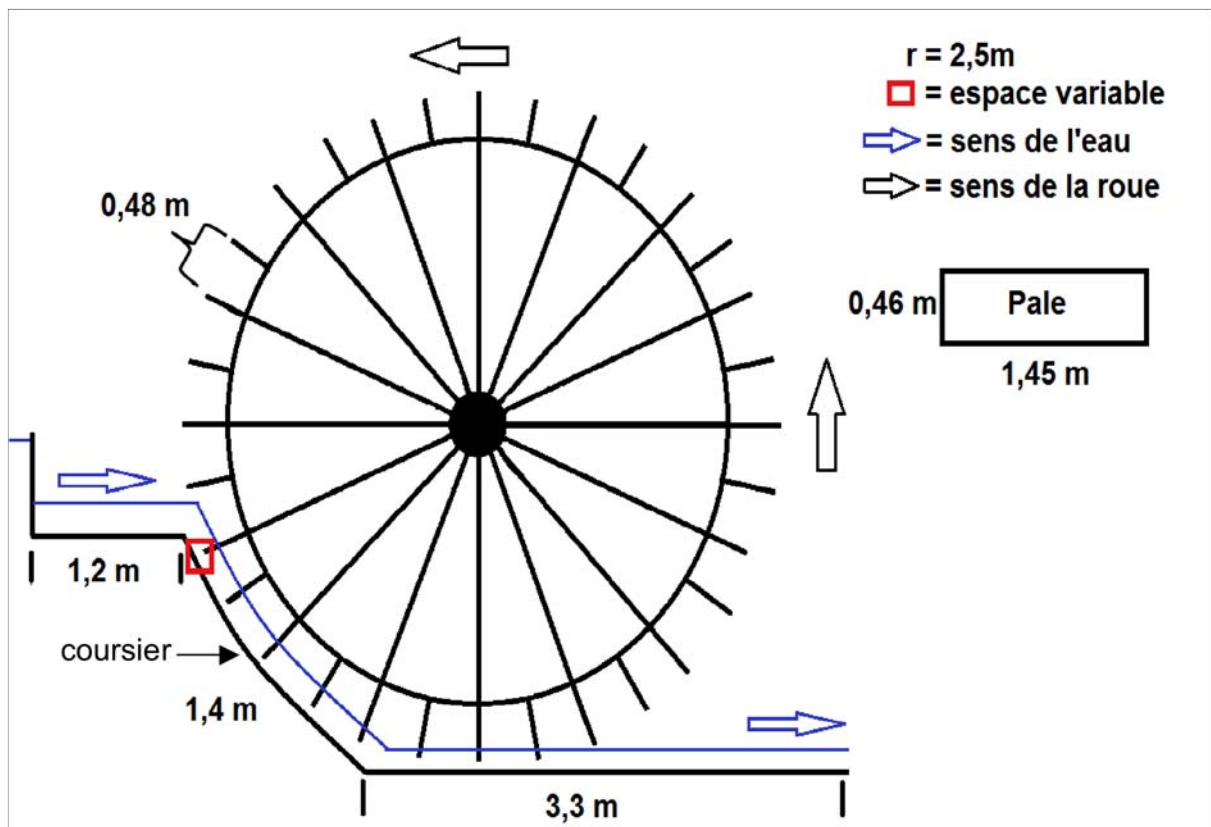 r = 2,5m
= espace variable
= sens de l'eau
= sens de la roue
0,48 m
0,46 m
Pale
1,45 m
1,2 m
coursier
1,4 m
3,3 m